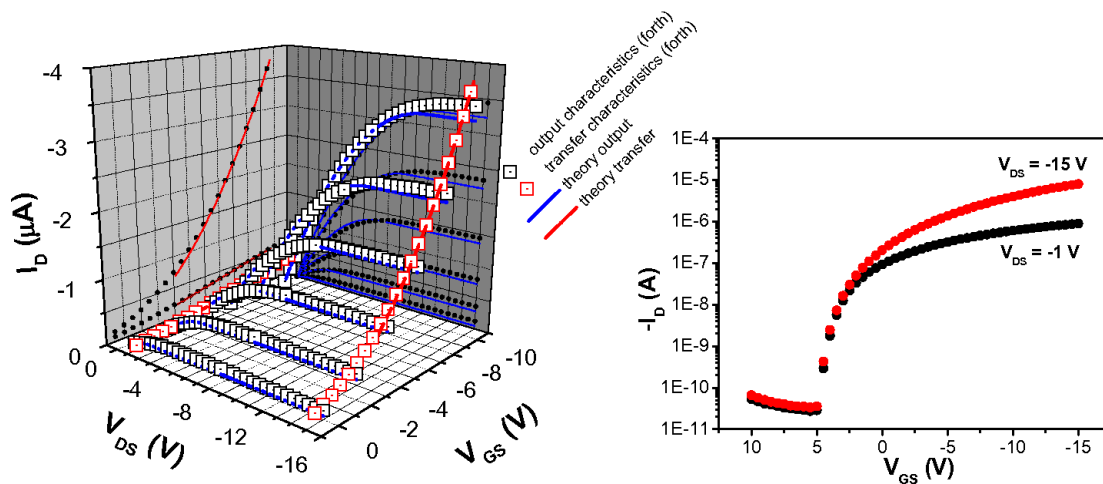 -4
-3
-2
-1
0
I_D (μA)
0
-4
-8
-12
-16
V_DS (V)
0
-2
-4
-6
-8
-10
V_GS (V)
output characteristics (forth)
transfer characteristics (forth)
theory output
theory transfer
1E-4
1E-5
1E-6
1E-7
1E-8
1E-9
1E-10
1E-11
-I_D (A)
V_DS = -15 V
V_DS = -1 V
10
5
0
-5
-10
-15
V_GS (V)